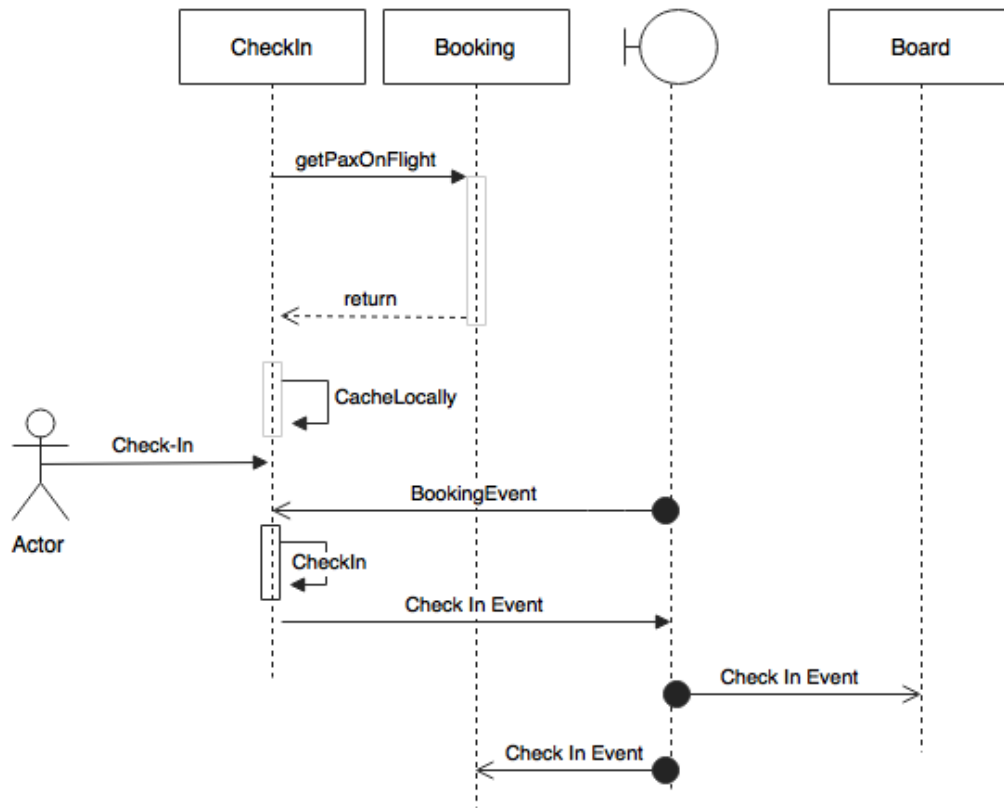 CheckIn
Booking
Board
getPaxOnFlight
return
CacheLocally
Check-In
BookingEvent
Actor
CheckIn
Check In Event
Check In Event
Check In Event